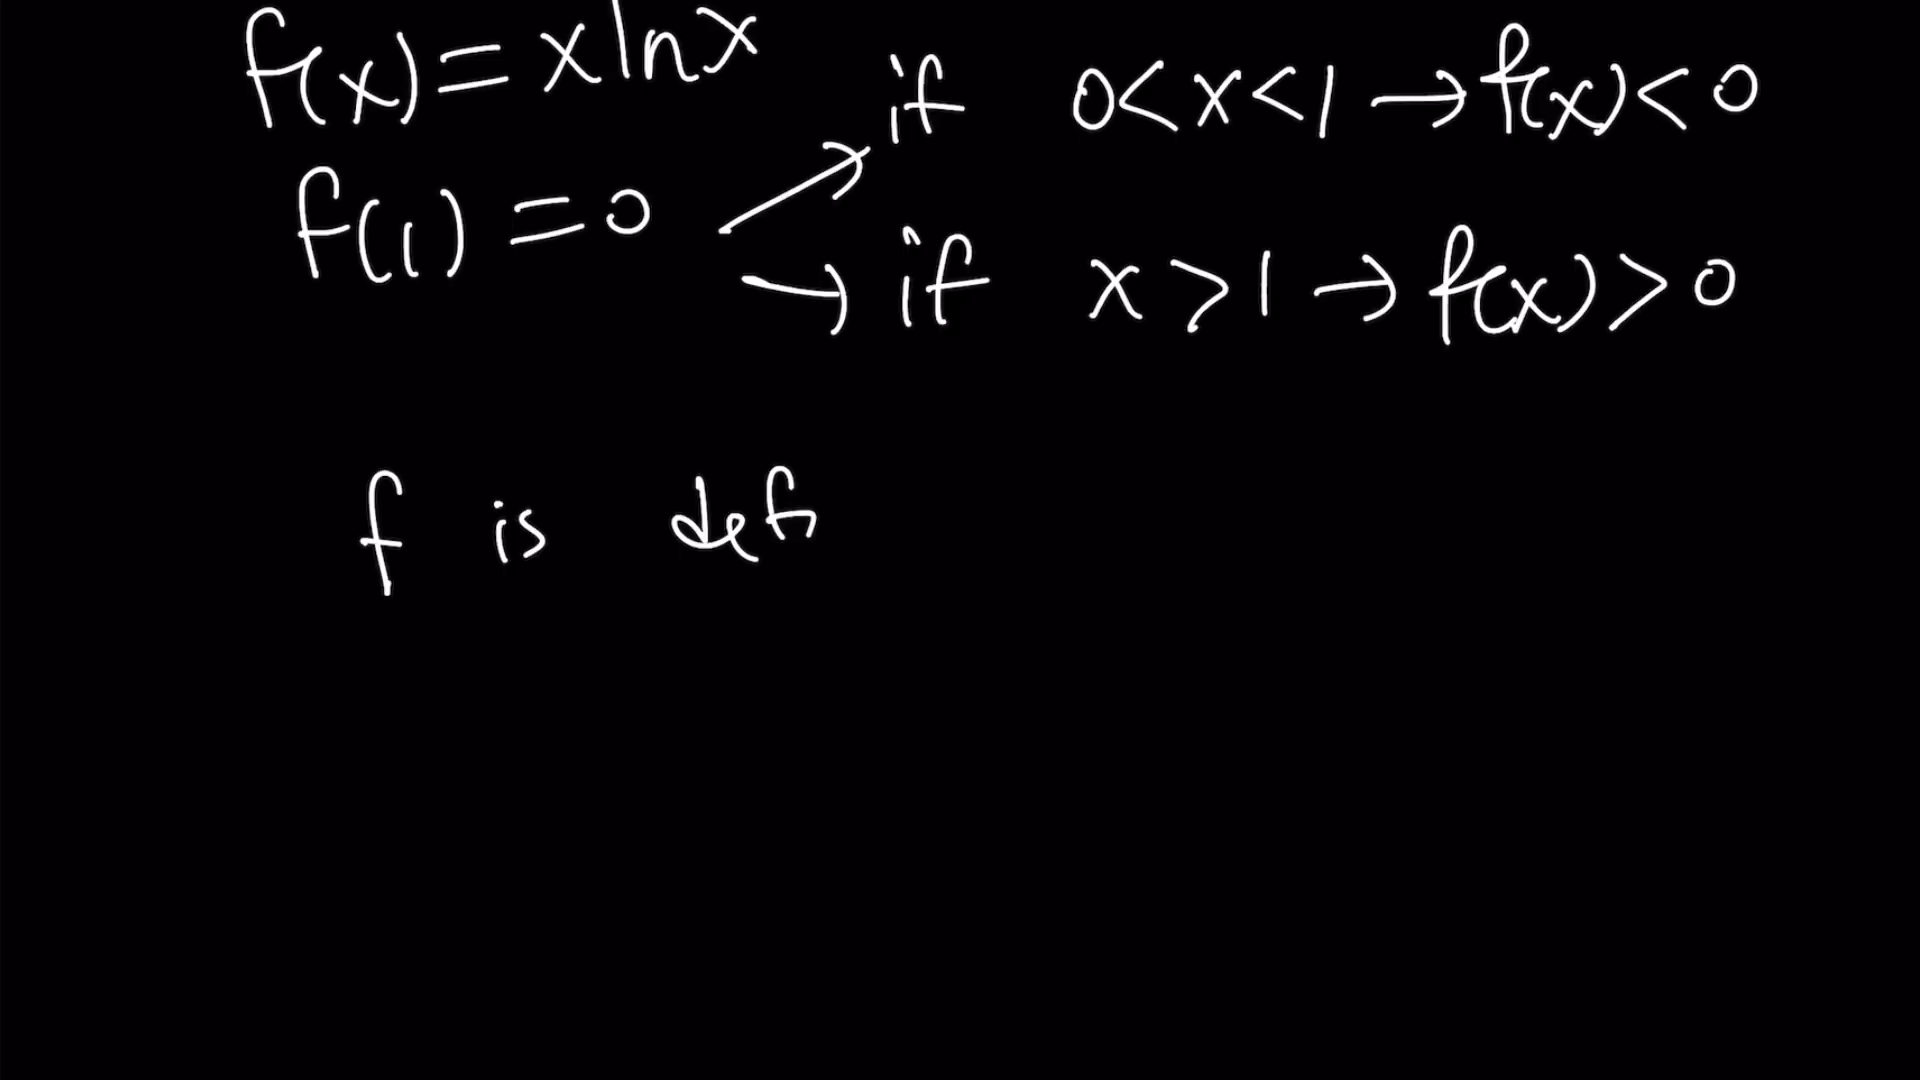 f(x) = x ln x
if 0 < x < 1 → f(x) < 0
f(1) = 0
→ if x > 1 → f(x) > 0
f is def